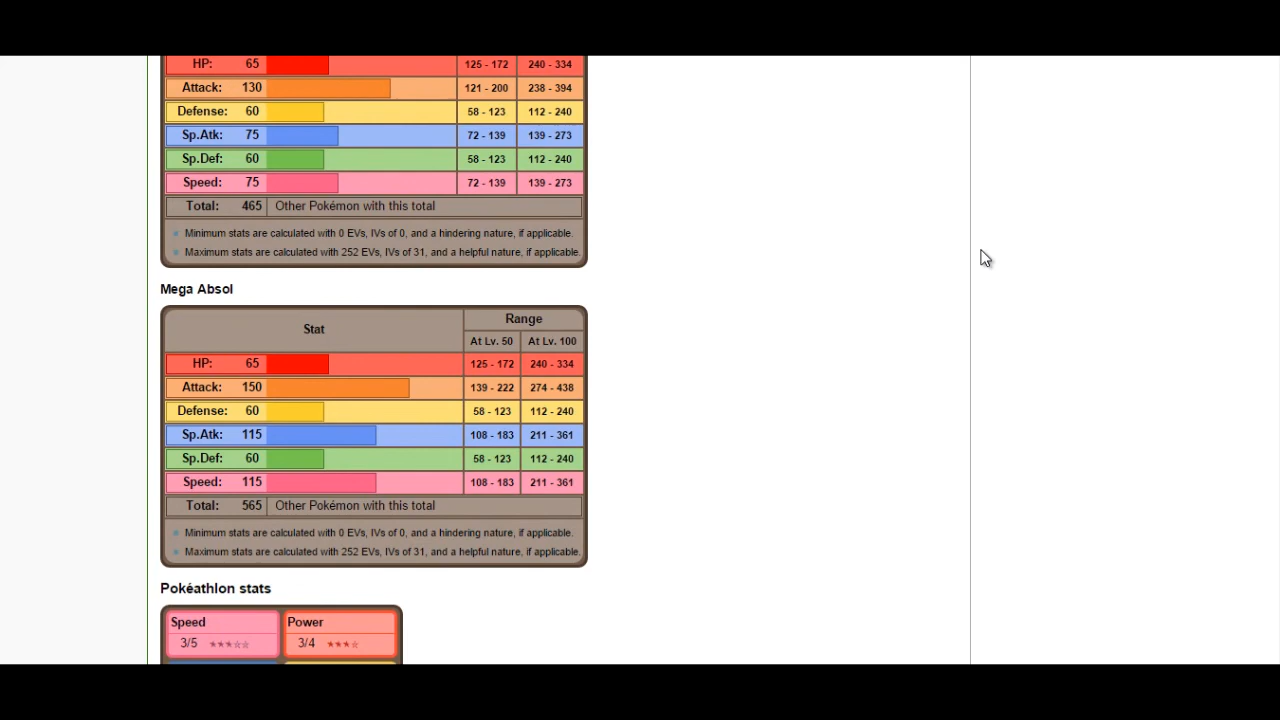 HP: 65 125 - 172 240 - 334
Attack: 130 121 - 200 238 - 394
Defense: 60 58 - 123 112 - 240
Sp.Atk: 75 72 - 139 139 - 273
Sp.Def: 60 58 - 123 112 - 240
Speed: 75 72 - 139 139 - 273
Total: 465 Other Pokémon with this total
Minimum stats are calculated with 0 EVs, IVs of 0, and a hindering nature, if applicable.
Maximum stats are calculated with 252 EVs, IVs of 31, and a helpful nature, if applicable.
Mega Absol
Stat Range
At Lv. 50 At Lv. 100
HP: 65 125 - 172 240 - 334
Attack: 150 139 - 222 274 - 438
Defense: 60 58 - 123 112 - 240
Sp.Atk: 115 108 - 183 211 - 361
Sp.Def: 60 58 - 123 112 - 240
Speed: 115 108 - 183 211 - 361
Total: 565 Other Pokémon with this total
Minimum stats are calculated with 0 EVs, IVs of 0, and a hindering nature, if applicable.
Maximum stats are calculated with 252 EVs, IVs of 31, and a helpful nature, if applicable.
Pokéathlon stats
Speed Power
3/5 ★★★☆☆ 3/4 ★★★☆